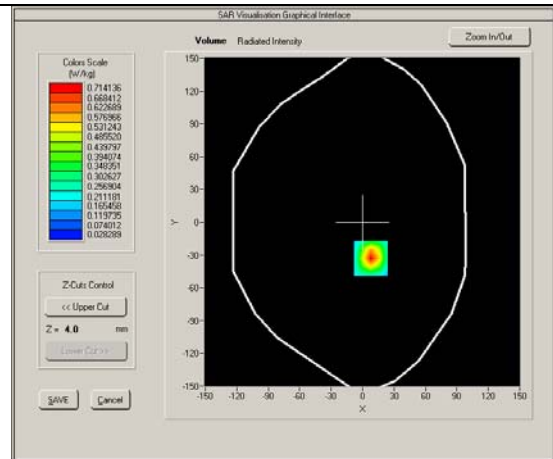 SAR Visualisation Graphical Interface
Volume Radiated Intensity
Zoom In/Out
Colors Scale
(W/kg)
0.714136
0.668412
0.622689
0.576966
0.531243
0.485520
0.439797
0.394074
0.348351
0.302627
0.256904
0.211181
0.165458
0.119735
0.074012
0.028289
Z-Cuts Control
<< Upper Cut
Z = 4.0 mm
Lower Cut >>
SAVE Cancel
Y
150
120
90
60
30
0
-30
-60
-90
-120
-150
-150 -120 -90 -60 -30 0 30 60 90 120 150
X